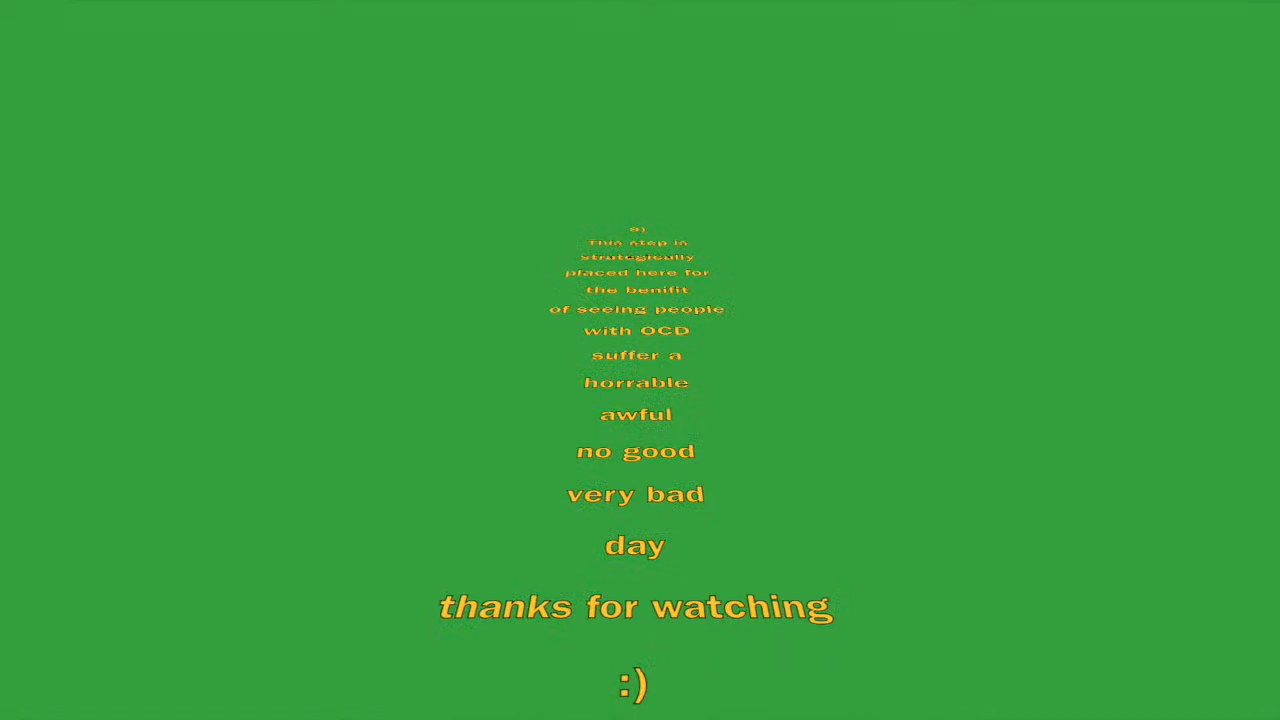 This step is
strategically
placed here for
the benifit
of seeing people
with OCD
suffer a
horrable
awful
no good
very bad
day
thanks for watching
:)